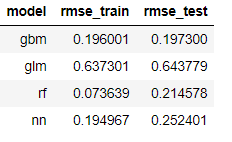 model rmse_train rmse_test
gbm 0.196001 0.197300
glm 0.637301 0.643779
rf 0.073639 0.214578
nn 0.194967 0.252401